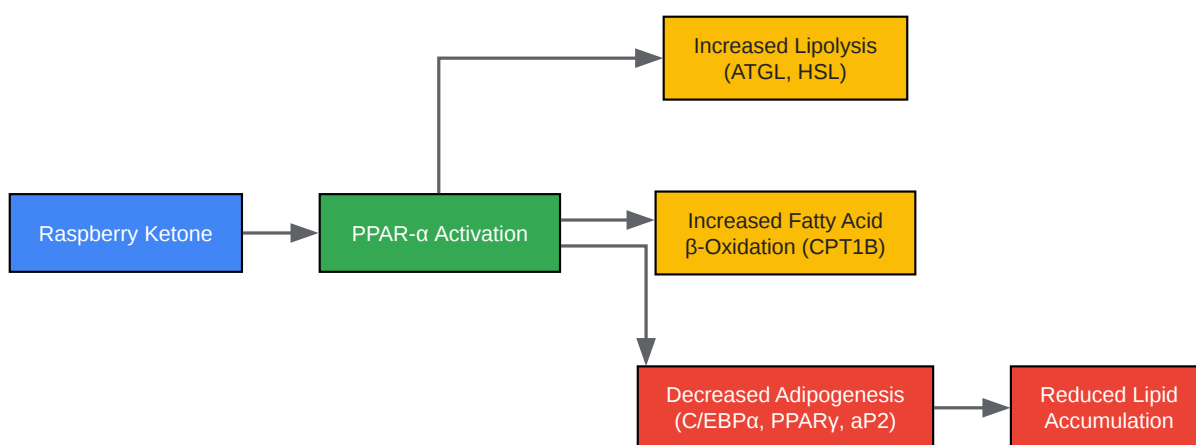 Increased Lipolysis
(ATGL, HSL)
Raspberry Ketone
PPAR-α Activation
Increased Fatty Acid
β-Oxidation (CPT1B)
Decreased Adipogenesis
(C/EBPα, PPARγ, aP2)
Reduced Lipid
Accumulation